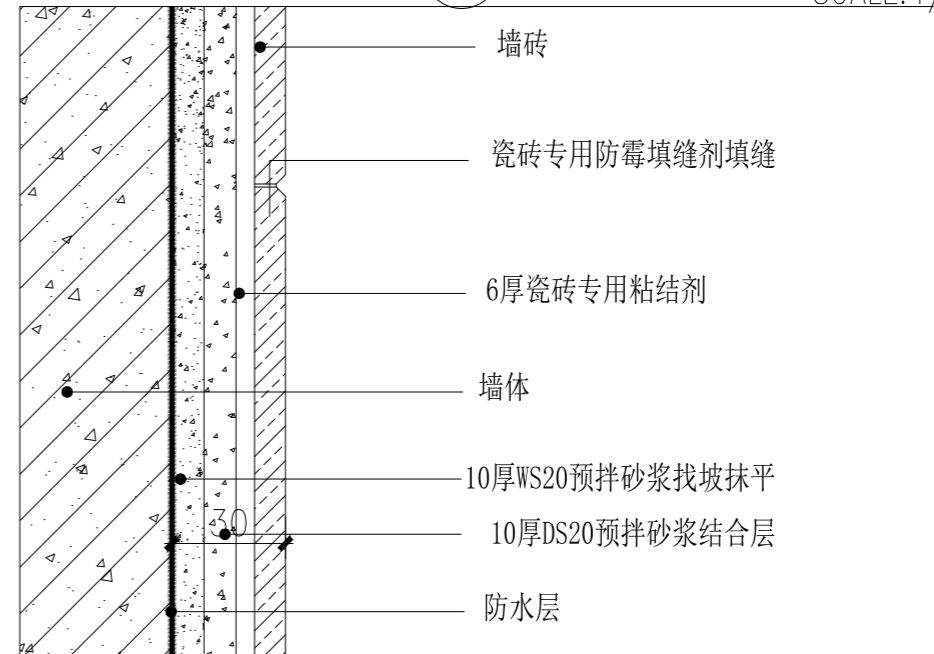 SCALE:1/
墙砖
瓷砖专用防霉填缝剂填缝
6厚瓷砖专用粘结剂
墙体
10厚WS20预拌砂浆找坡抹平
30
10厚DS20预拌砂浆结合层
防水层